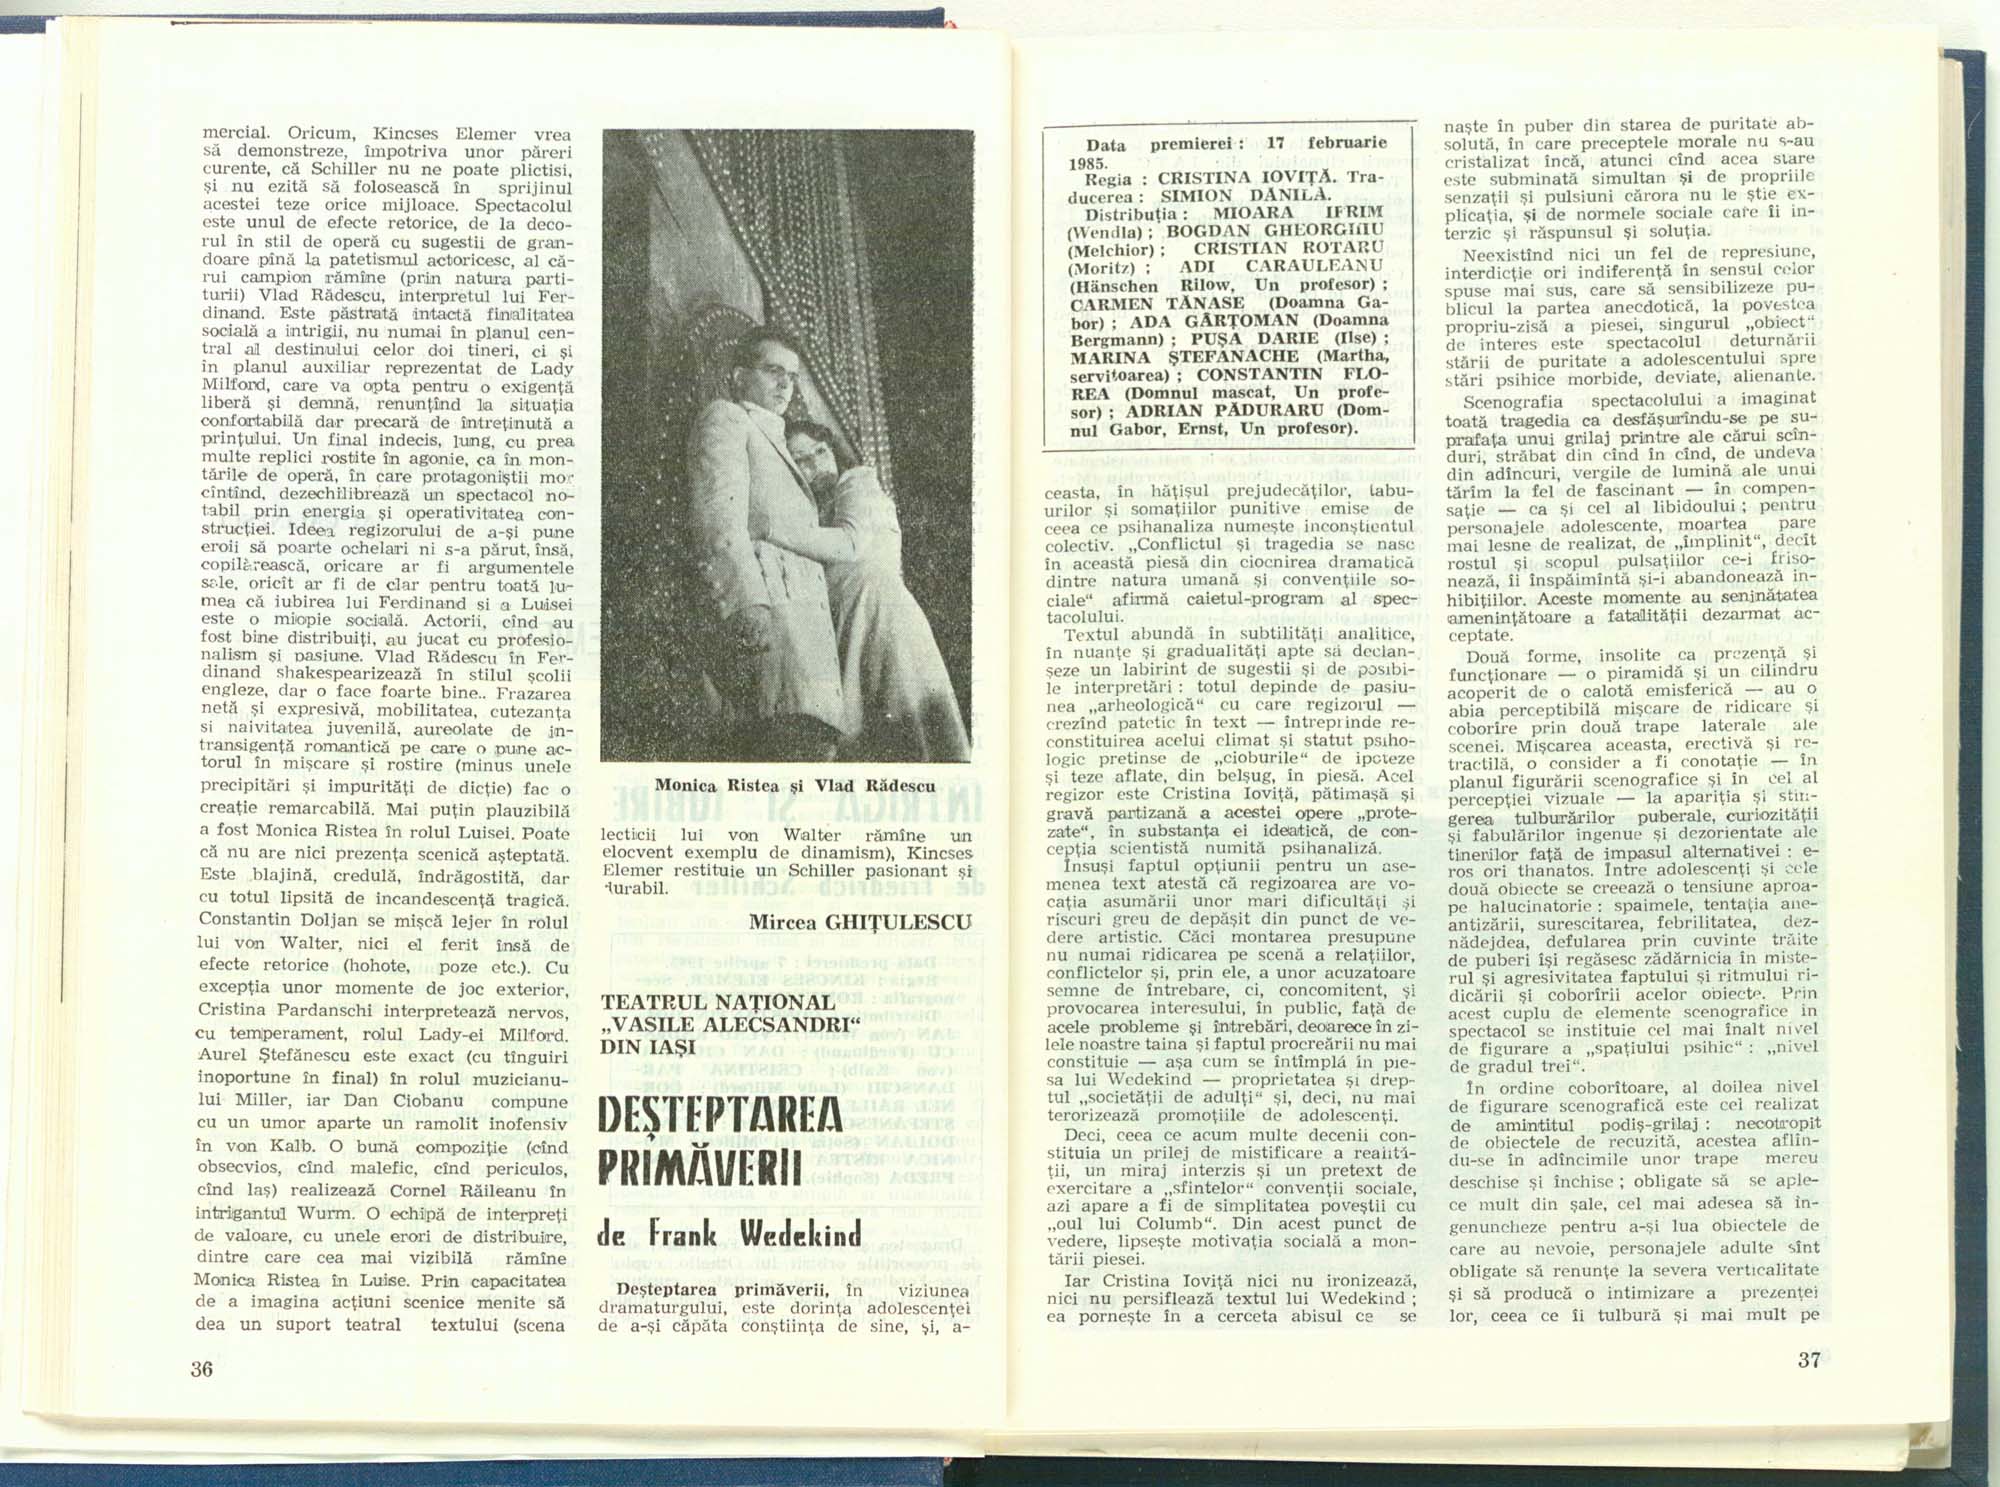 mercial. Oricum, Kincses Elemer vrea
să demonstreze, împotriva unor păreri
curente, că Schiller nu ne poate plictisi,
și nu ezită să folosească în sprijinul
acestei teze orice mijloace. Spectacolul
este unul de efecte retorice, de la deco-
rul în stil de operă cu sugestii de gran-
doare pînă la patetismul actoricesc, al că-
rui campion rămîne (prin natura parti-
turii) Vlad Rădescu, interpretul lui Fer-
dinand. Este păstrată intactă finalitatea
socială a intrigii, nu numai în planul cen-
tral al destinului celor doi tineri, ci și
în planul auxiliar reprezentat de Lady
Milford, care va opta pentru o exigență
liberă și demnă, renunțînd la situația
confortabilă dar precară de întreținută a
prințului. Un final indecis, lung, cu prea
multe replici rostite în agonie, ca în mon-
tările de operă, în care protagoniștii mor
cîntînd, dezechilibrează un spectacol no-
tabil prin energia și operativitatea con-
strucției. Ideea regizorului de a-și pune
eroii să poarte ochelari ni s-a părut, însă,
copilărească, oricare ar fi argumentele
sale, oricît ar fi de clar pentru toată lu-
mea că iubirea lui Ferdinand si a Luisei
este o miopie socială. Actorii, cînd au
fost bine distribuiți, au jucat cu profesio-
nalism și pasiune. Vlad Rădescu în Fer-
dinand shakespearizează în stilul școlii
engleze, dar o face foarte bine.. Frazarea
netă și expresivă, mobilitatea, cutezanța
si naivitatea juvenilă, aureolate de in-
transigență romantică pe care o pune ac-
torul în mișcare și rostire (minus unele
precipitări și impurități de dicție) fac o
creație remarcabilă. Mai puțin plauzibilă
a fost Monica Ristea în rolul Luisei. Poate
că nu are nici prezența scenică așteptată.
Este blajină, credulă, îndrăgostită, dar
cu totul lipsită de incandescență tragică.
Constantin Doljan se mișcă lejer în rolul
lui von Walter, nici el ferit însă de
efecte retorice (hohote, poze etc.). Cu
excepția unor momente de joc exterior,
Cristina Pardanschi interpretează nervos,
cu temperament, rolul Lady-ei Milford.
Aurel Ștefănescu este exact (cu tînguiri
inoportune în final) în rolul muzicianu-
lui Miller, iar Dan Ciobanu compune
cu un umor aparte un ramolit inofensiv
în von Kalb. O bună compoziție (cînd
obsecvios, cînd malefic, cînd periculos,
cînd laș) realizează Cornel Răileanu în
intrigantul Wurm. O echipă de interpreți
de valoare, cu unele erori de distribuire,
dintre care cea mai vizibilă rămîne
Monica Ristea în Luise. Prin capacitatea
de a imagina acțiuni scenice menite să
dea un suport teatral textului (scena
36
Monica Ristea și Vlad Rădescu
lecticii lui von Walter rămîne un
elocvent exemplu de dinamism), Kincses
Elemer restituie un Schiller pasionant și
durabil.
Mircea GHIȚULESCU
TEATRUL NAȚIONAL
„VASILE ALECSANDRI“
DIN IAȘI
DEȘTEPTAREA
PRIMĂVERII
de Frank Wedekind
Deșteptarea primăverii, în viziunea
dramaturgului, este dorința adolescenței
de a-și căpăta conștiința de sine, și, a-
Data premierei : 17 februarie
1985.
Regia : CRISTINA IOVIȚĂ. Tra-
ducerea : SIMION DĂNILĂ.
Distribuția : MIOARA IFRIM
(Wendla) ; BOGDAN GHEORGHIU
(Melchior) ; CRISTIAN ROTARU
(Moritz) ; ADI CARAULEANU
(Hänschen Rilow, Un profesor) ;
CARMEN TĂNASE (Doamna Ga-
bor) ; ADA GÂRȚOMAN (Doamna
Bergmann) ; PUȘA DARIE (Ilse) ;
MARINA ȘTEFANACHE (Martha,
servitoarea) ; CONSTANTIN FLO-
REA (Domnul mascat, Un profe-
sor) ; ADRIAN PĂDURARU (Dom-
nul Gabor, Ernst, Un profesor).
ceasta, în hățișul prejudecăților, tabu-
urilor și somațiilor punitive emise de
ceea ce psihanaliza numește inconștientul
colectiv. „Conflictul și tragedia se nasc
în această piesă din ciocnirea dramatică
dintre natura umană și convențiile so-
ciale“ afirmă caietul-program al spec-
tacolului.
Textul abundă în subtilități analitice,
în nuanțe și gradualități apte să declan-
șeze un labirint de sugestii și de posibi-
le interpretări : totul depinde de pasiu-
nea „arheologică“ cu care regizorul —
crezînd patetic în text — întreprinde re-
constituirea acelui climat și statut psiho-
logic pretinse de „cioburile“ de ipoteze
și teze aflate, din belșug, în piesă. Acel
regizor este Cristina Ioviță, pătimașă și
gravă partizană a acestei opere „prote-
zate“, în substanța ei ideatică, de con-
cepția scientistă numită psihanaliză.
Însuși faptul opțiunii pentru un ase-
menea text atestă că regizoarea are vo-
cația asumării unor mari dificultăți și
riscuri greu de depășit din punct de ve-
dere artistic. Căci montarea presupune
nu numai ridicarea pe scenă a relațiilor,
conflictelor și, prin ele, a unor acuzatoare
semne de întrebare, ci, concomitent, și
provocarea interesului, în public, față de
acele probleme și întrebări, deoarece în zi-
lele noastre taina și faptul procreării nu mai
constituie — așa cum se întîmplă în pie-
sa lui Wedekind — proprietatea și drep-
tul „societății de adulți“ și, deci, nu mai
terorizează promoțiile de adolescenți.
Deci, ceea ce acum multe decenii con-
stituia un prilej de mistificare a realită-
ții, un miraj interzis și un pretext de
exercitare a „sfintelor“ convenții sociale,
azi apare a fi de simplitatea poveștii cu
„oul lui Columb“. Din acest punct de
vedere, lipsește motivația socială a mon-
tării piesei.
Iar Cristina Ioviță nici nu ironizează,
nici nu persiflează textul lui Wedekind ;
ea pornește în a cerceta abisul ce se
naște în puber din starea de puritate ab-
solută, în care preceptele morale nu s-au
cristalizat încă, atunci cînd acea stare
este subminată simultan și de propriile
senzații și pulsiuni cărora nu le știe ex-
plicația, și de normele sociale care îi in-
terzic și răspunsul și soluția.
Neexistînd nici un fel de represiune,
interdicție ori indiferență în sensul celor
spuse mai sus, care să sensibilizeze pu-
blicul la partea anecdotică, la povestea
propriu-zisă a piesei, singurul „obiect“
de interes este spectacolul deturnării
stării de puritate a adolescentului spre
stări psihice morbide, deviate, alienante.
Scenografia spectacolului a imaginat
toată tragedia ca desfășurîndu-se pe su-
prafața unui grilaj printre ale cărui scîn-
duri, străbat din cînd în cînd, de undeva
din adîncuri, vergile de lumină ale unui
tărîm la fel de fascinant — în compen-
sație — ca și cel al libidoului ; pentru
personajele adolescente, moartea pare
mai lesne de realizat, de „împlinit“, decît
rostul și scopul pulsațiilor ce-i friso-
nează, îi înspăimîntă și-i abandonează in-
hibițiilor. Aceste momente au seninătatea
amenințătoare a fatalității dezarmat ac-
ceptate.
Două forme, insolite ca prezență și
funcționare — o piramidă și un cilindru
acoperit de o calotă emisferică — au o
abia perceptibilă mișcare de ridicare și
coborîre prin două trape laterale ale
scenei. Mișcarea aceasta, erectivă și re-
tractilă, o consider a fi conotație — în
planul figurării scenografice și în cel al
percepției vizuale — la apariția și stin-
gerea tulburărilor puberale, curiozității
și fabulărilor ingenue și dezorientate ale
tinerilor față de impasul alternativei : e-
ros ori thanatos. Între adolescenți și cele
două obiecte se creează o tensiune aproa-
pe halucinatorie : spaimele, tentația ane-
antizării, surescitarea, febrilitatea, dez-
nădejdea, defularea prin cuvinte trăite
de puberi își regăsesc zădărnicia în miste-
rul și agresivitatea faptului și ritmului ri-
dicării și coborîrii acelor obiecte. Prin
acest cuplu de elemente scenografice în
spectacol se instituie cel mai înalt nivel
de figurare a „spațiului psihic“ : „nivel
de gradul trei“.
În ordine coborîtoare, al doilea nivel
de figurare scenografică este cel realizat
de amintitul podiș-grilaj : necotropit
de obiectele de recuzită, acestea aflîn-
du-se în adîncimile unor trape mereu
deschise și închise ; obligate să se aple-
ce mult din șale, cel mai adesea să în-
genuncheze pentru a-și lua obiectele de
care au nevoie, personajele adulte sînt
obligate să renunțe la severa verticalitate
și să producă o intimizare a prezenței
lor, ceea ce îi tulbură și mai mult pe
37